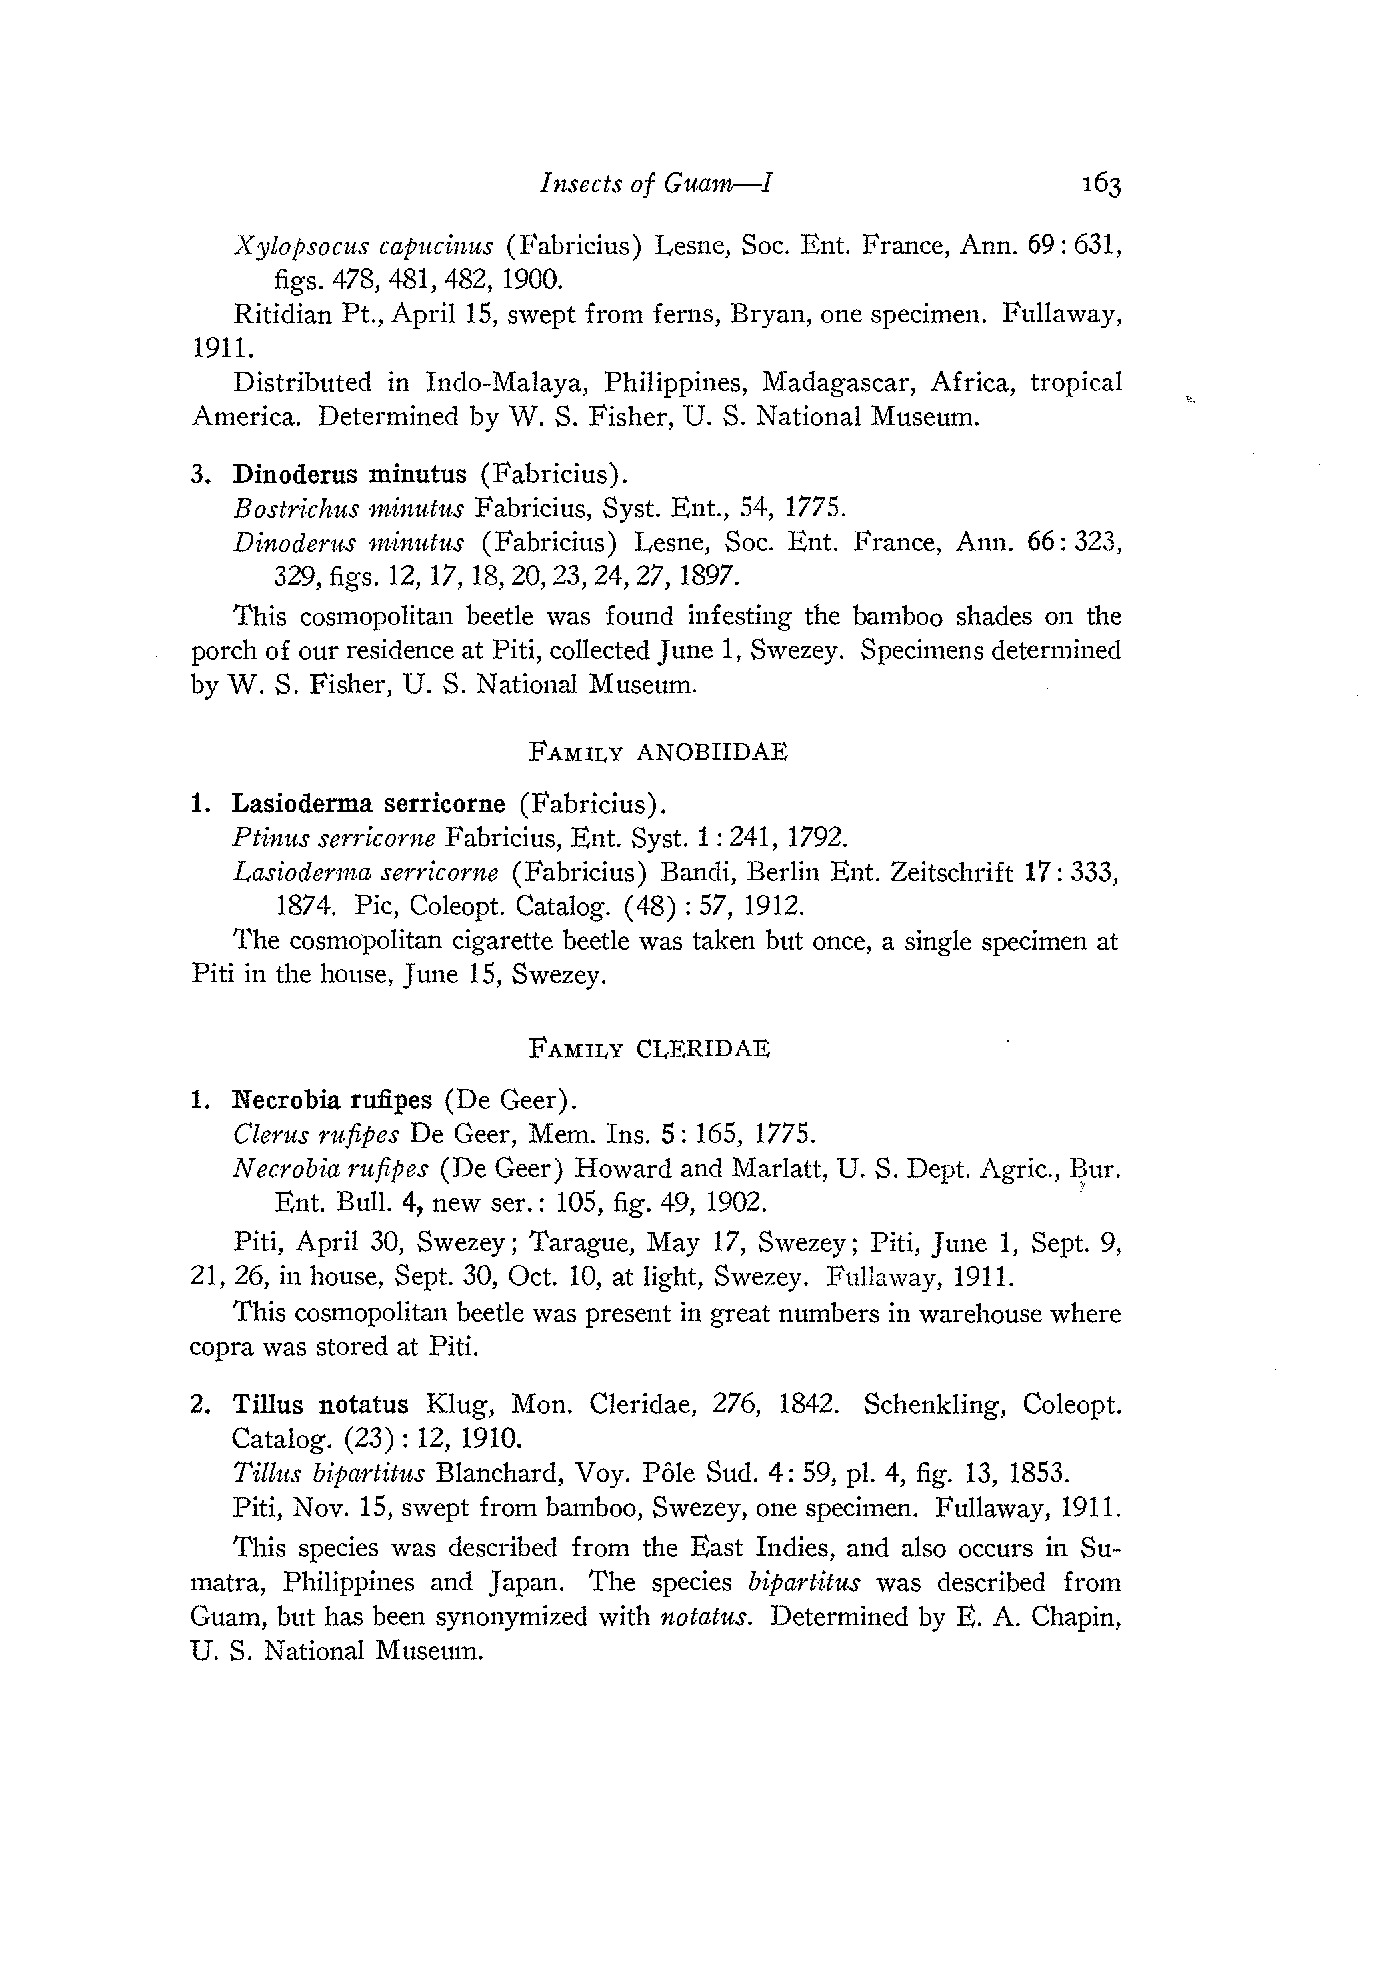 Insects of Guam—I 163
Xylopsocus capucinus (Fabricius) Lesne, Soc. Ent. France, Ann. 69: 631,
figs. 478, 481, 482, 1900.
Ritidian Pt., April 15, swept from ferns, Bryan, one specimen. Fullaway,
1911.
Distributed in Indo-Malaya, Philippines, Madagascar, Africa, tropical
America. Determined by W. S. Fisher, U. S. National Museum.
3. Dinoderus minutus (Fabricius).
Bostrichus minutus Fabricius, Syst. Ent., 54, 1775.
Dinoderus minutus (Fabricius) Lesne, Soc. Ent. France, Ann. 66: 323,
329, figs. 12, 17, 18, 20, 23, 24, 27, 1897.
This cosmopolitan beetle was found infesting the bamboo shades on the
porch of our residence at Piti, collected June 1, Swezey. Specimens determined
by W. S. Fisher, U. S. National Museum.
FAMILY ANOBIIDAE
1. Lasioderma serricorne (Fabricius).
Ptinus serricorne Fabricius, Ent. Syst. 1: 241, 1792.
Lasioderma serricorne (Fabricius) Bandi, Berlin Ent. Zeitschrift 17: 333,
1874. Pic, Coleopt. Catalog. (48): 57, 1912.
The cosmopolitan cigarette beetle was taken but once, a single specimen at
Piti in the house, June 15, Swezey.
FAMILY CLERIDAE
1. Necrobia rufipes (De Geer).
Clerus rufipes De Geer, Mem. Ins. 5: 165, 1775.
Necrobia rufipes (De Geer) Howard and Marlatt, U. S. Dept. Agric., Bur.
Ent. Bull. 4, new ser.: 105, fig. 49, 1902.
Piti, April 30, Swezey; Tarague, May 17, Swezey; Piti, June 1, Sept. 9,
21, 26, in house, Sept. 30, Oct. 10, at light, Swezey. Fullaway, 1911.
This cosmopolitan beetle was present in great numbers in warehouse where
copra was stored at Piti.
2. Tillus notatus Klug, Mon. Cleridae, 276, 1842. Schenkling, Coleopt.
Catalog. (23): 12, 1910.
Tillus bipartitus Blanchard, Voy. Pôle Sud. 4: 59, pl. 4, fig. 13, 1853.
Piti, Nov. 15, swept from bamboo, Swezey, one specimen. Fullaway, 1911.
This species was described from the East Indies, and also occurs in Su-
matra, Philippines and Japan. The species bipartitus was described from
Guam, but has been synonymized with notatus. Determined by E. A. Chapin,
U. S. National Museum.